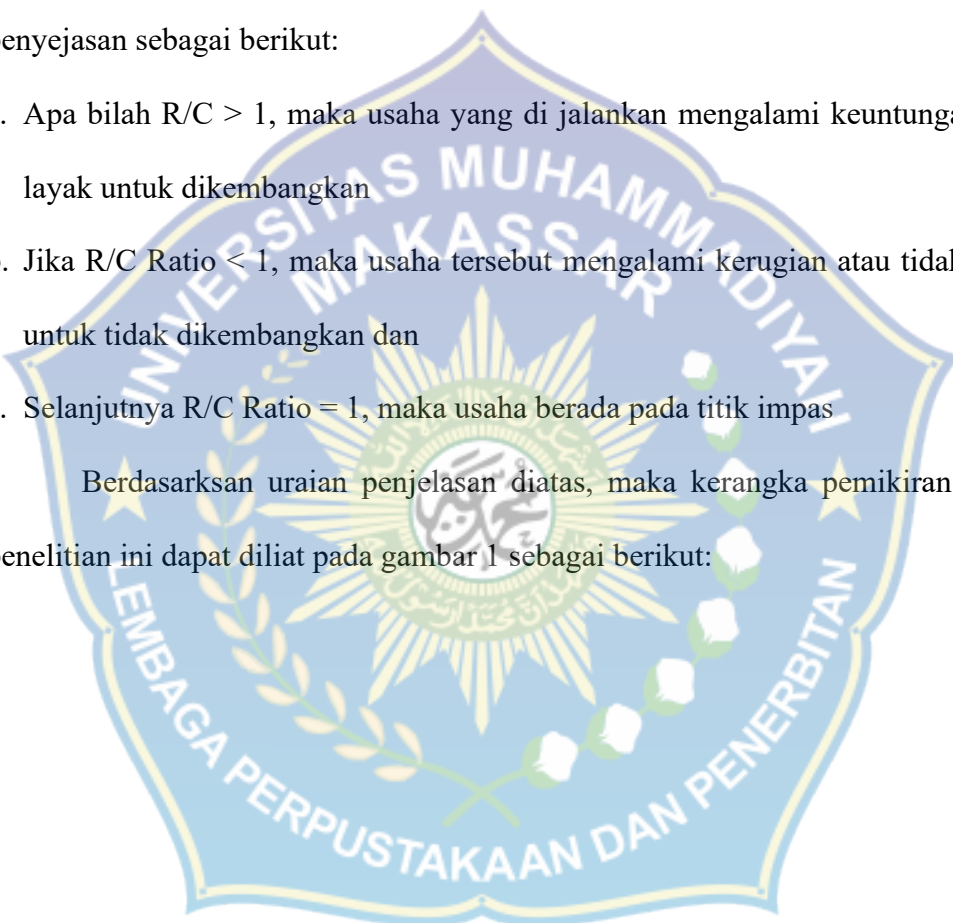 enyejasan sebagai berikut:
. Apa bilah R/C > 1, maka usaha yang di jalankan mengalami keuntunga
layak untuk dikembangkan
. Jika R/C Ratio < 1, maka usaha tersebut mengalami kerugian atau tidak
untuk tidak dikembangkan dan
. Selanjutnya R/C Ratio = 1, maka usaha berada pada titik impas
Berdasarksan uraian penjelasan diatas, maka kerangka pemikiran
enelitian ini dapat diliat pada gambar 1 sebagai berikut:
UNIVERSITAS MUHAMMADIYAH
MAKASSAR
LEMBAGA PERPUSTAKAAN DAN PENERBITAN